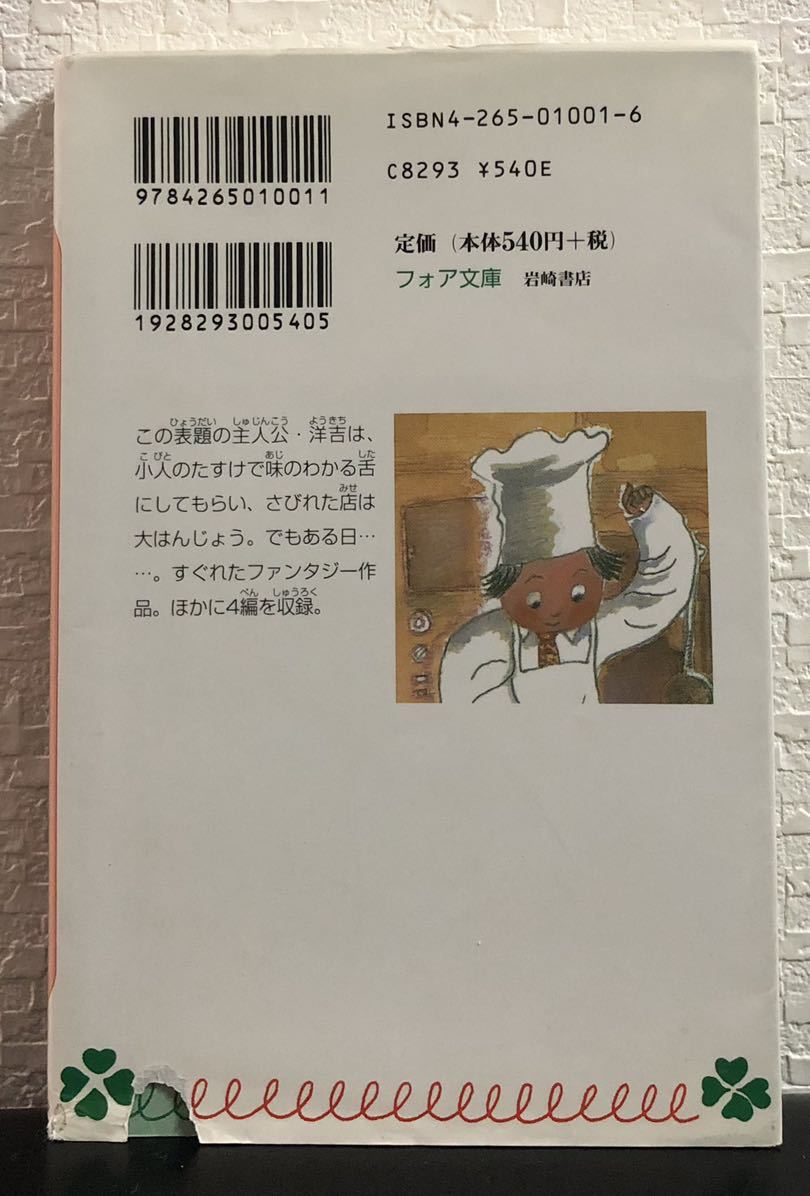 ISBN4-265-01001-6
9784265010011
C8293 ¥540E
定価（本体540円＋税）
1928293005405
フォア文庫 岩崎書店
この表題の主人公・洋吉は、
小人のたすけで味のわかる舌
にしてもらい、さびれた店は
大はんじょう。でもある日…
…。すぐれたファンタジー作
品。ほかに4編を収録。